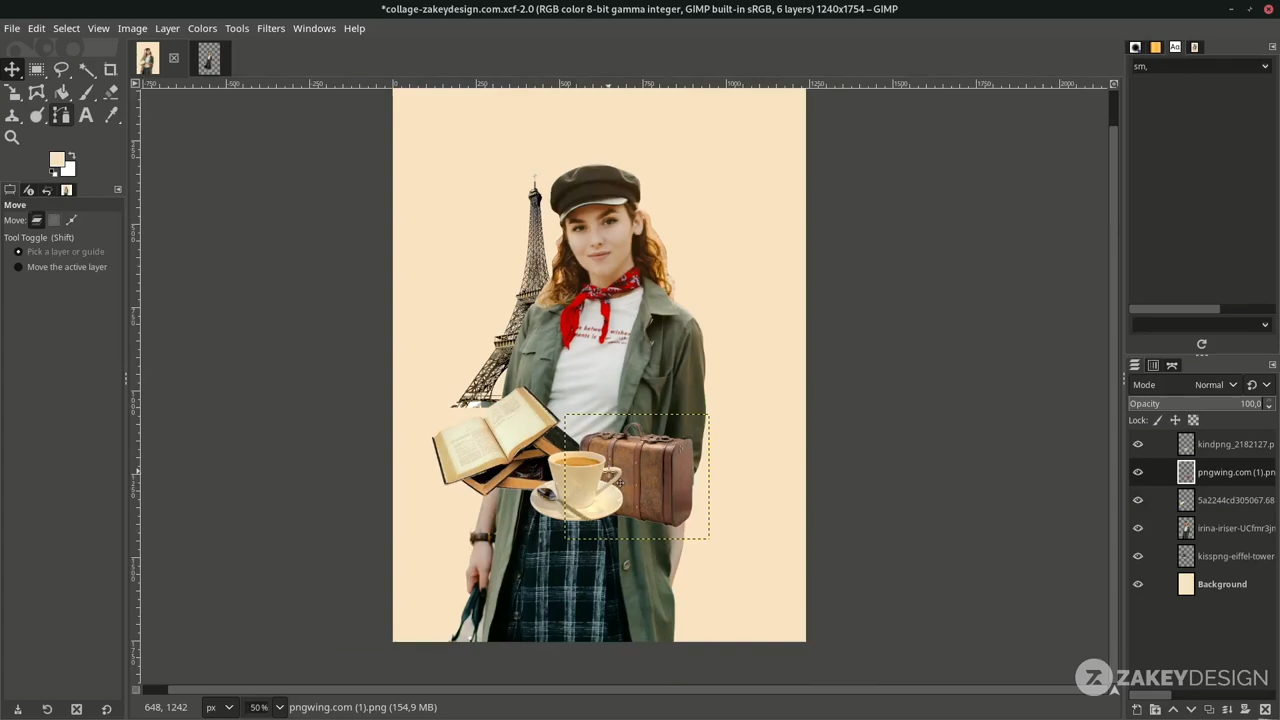 *collage-zakeydesign.com.xcf-2.0 (RGB color 8-bit gamma integer, GIMP built-in sRGB, 6 layers) 1240x1754 – GIMP
File Edit Select View Image Layer Colors Tools Filters Windows Help
sm,
Move
Move:
Tool Toggle (Shift)
Pick a layer or guide
Move the active layer
Mode Normal
Opacity 100,0
Lock:
kindpng_2182127.p
pngwing.com (1).pn
5a2244cd305067.68
irina-iriser-UCfmr3jn
kisspng-eiffel-tower
Background
ZAKEYDESIGN
648, 1242 px 50% pngwing.com (1).png (154,9 MB)